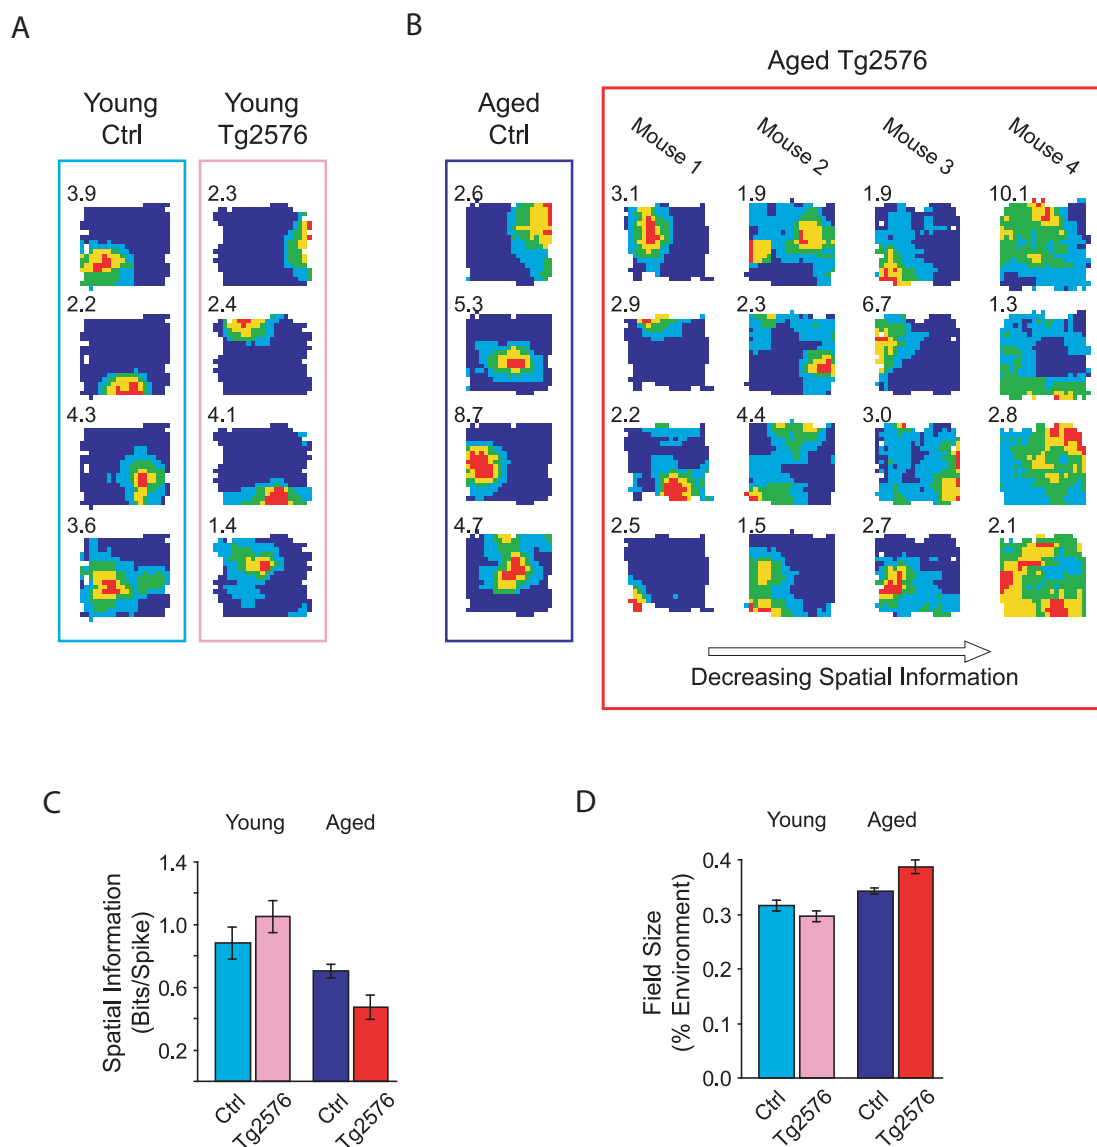 A
B
Aged Tg2576
Young
Ctrl
Young
Tg2576
Aged
Ctrl
Mouse 1
Mouse 2
Mouse 3
Mouse 4
3.9
2.3
2.6
3.1
1.9
1.9
10.1
2.2
2.4
5.3
2.9
2.3
6.7
1.3
4.3
4.1
8.7
2.2
4.4
3.0
2.8
3.6
1.4
4.7
2.5
1.5
2.7
2.1
Decreasing Spatial Information
C
Young
Aged
Spatial Information
(Bits/Spike)
1.4
1.0
0.6
0.2
Ctrl
Tg2576
Ctrl
Tg2576
D
Young
Aged
Field Size
(% Environment)
0.4
0.3
0.2
0.1
0.0
Ctrl
Tg2576
Ctrl
Tg2576